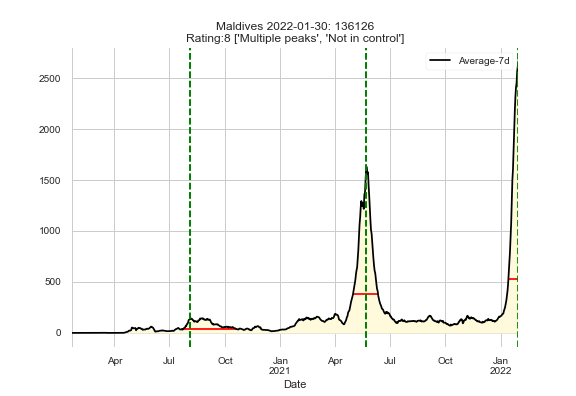 Maldives 2022-01-30: 136126
Rating:8 ['Multiple peaks', 'Not in control']
Average-7d
2500
2000
1500
1000
500
0
Apr Jul Oct Jan Apr Jul Oct Jan
2021 2022
Date